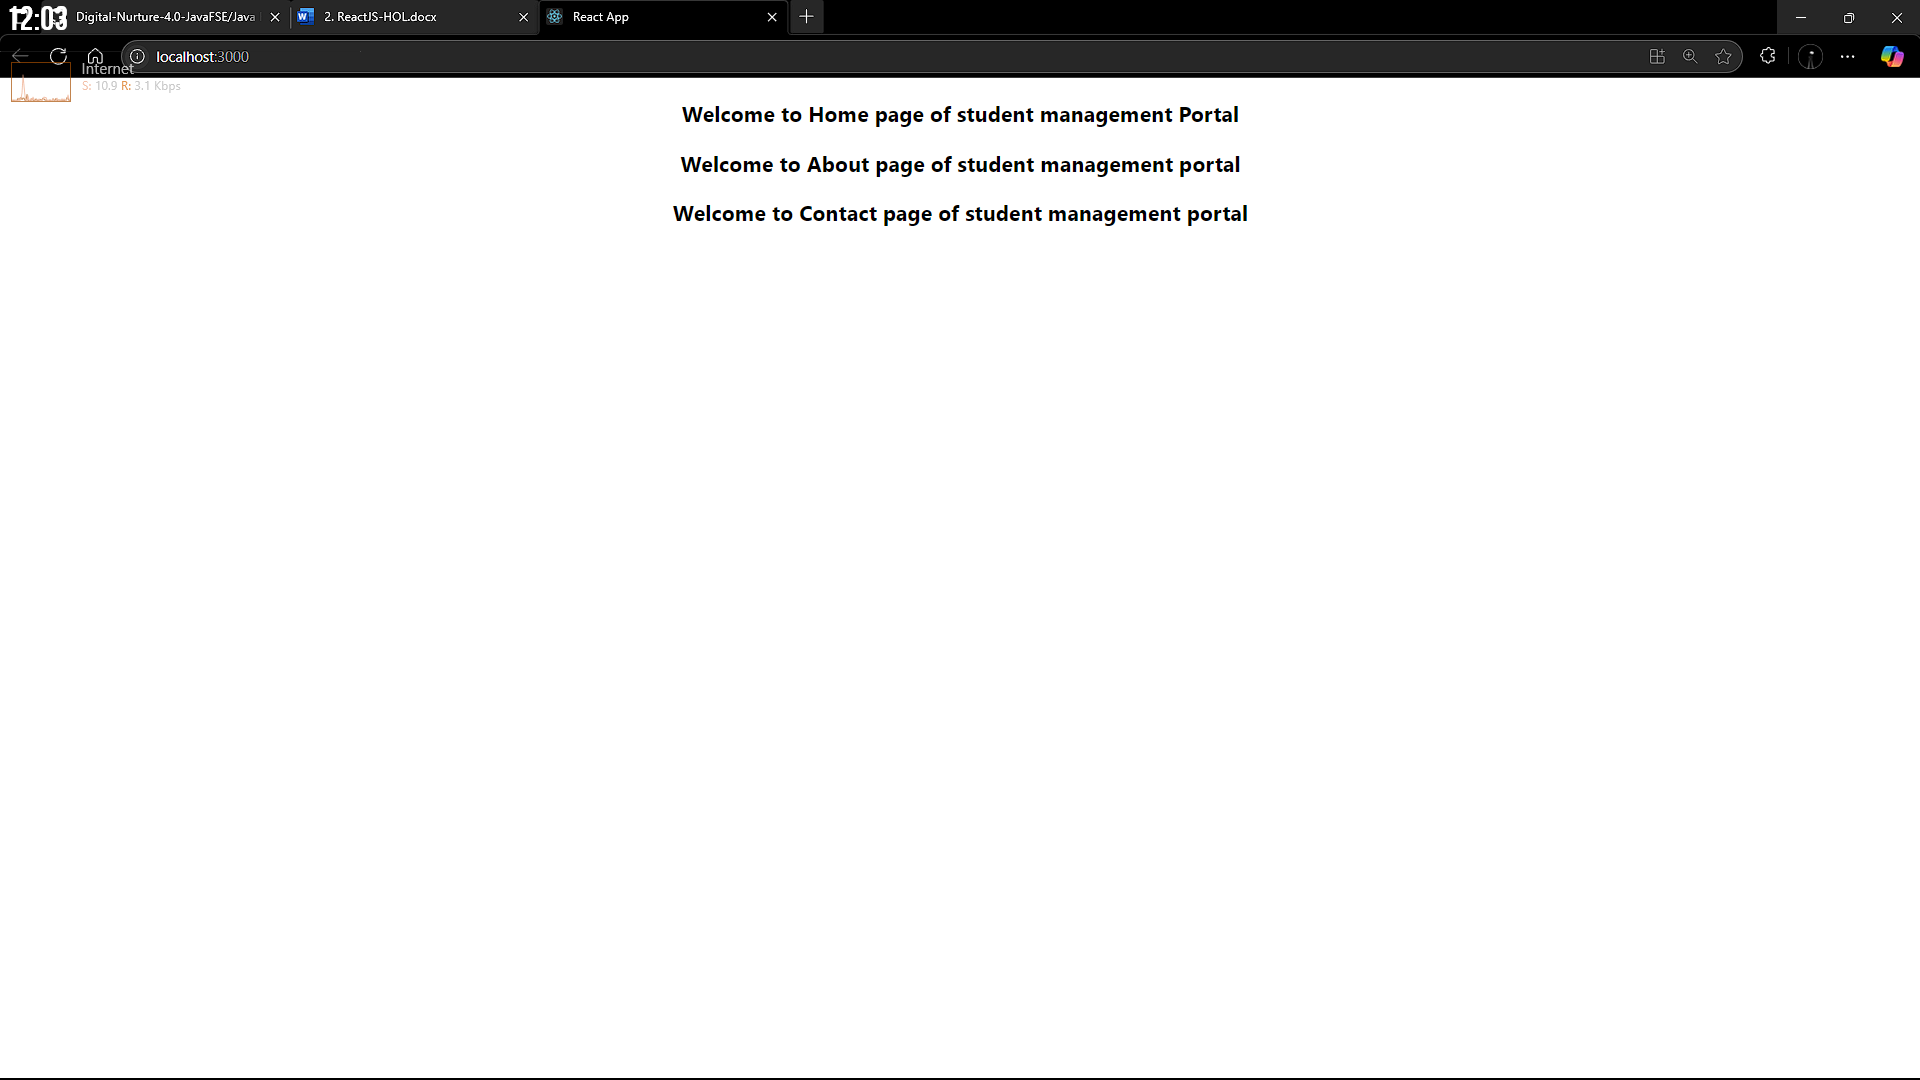 12:03
Digital-Nurture-4.0-JavaFSE/Java
2. ReactJS-HOL.docx
React App
localhost:3000
Internet
S: 10.9 R: 3.1 Kbps
Welcome to Home page of student management Portal
Welcome to About page of student management portal
Welcome to Contact page of student management portal